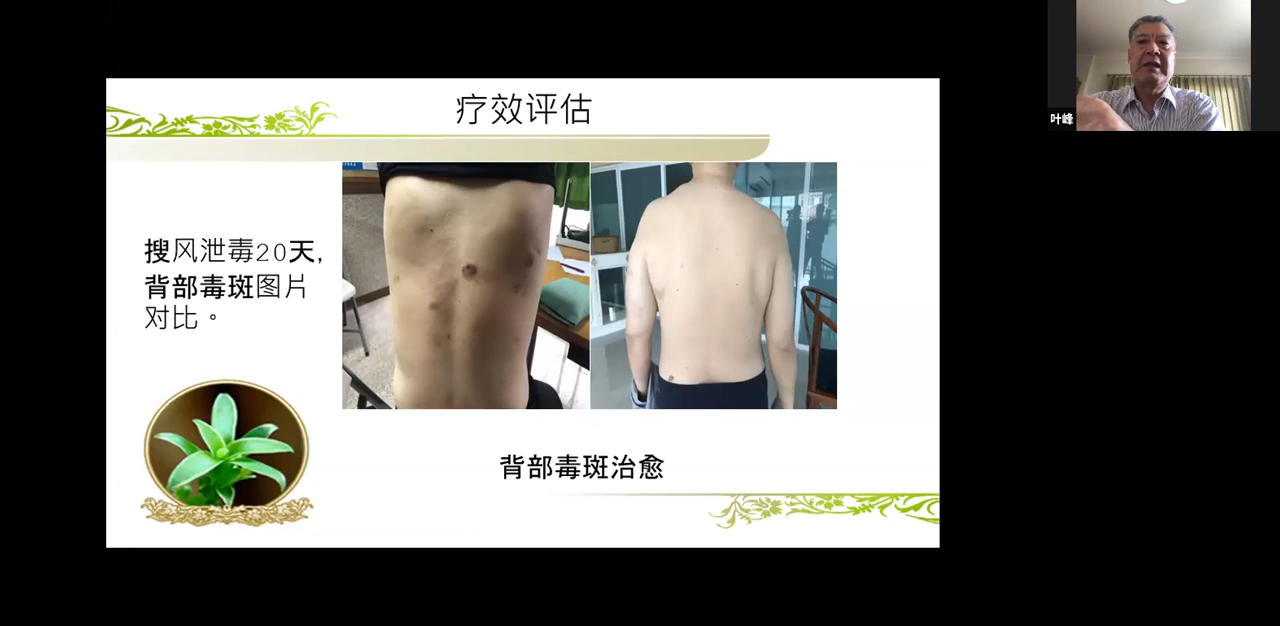 疗效评估
叶峰
搜风泄毒20天,
背部毒斑图片
对比。
背部毒斑治愈